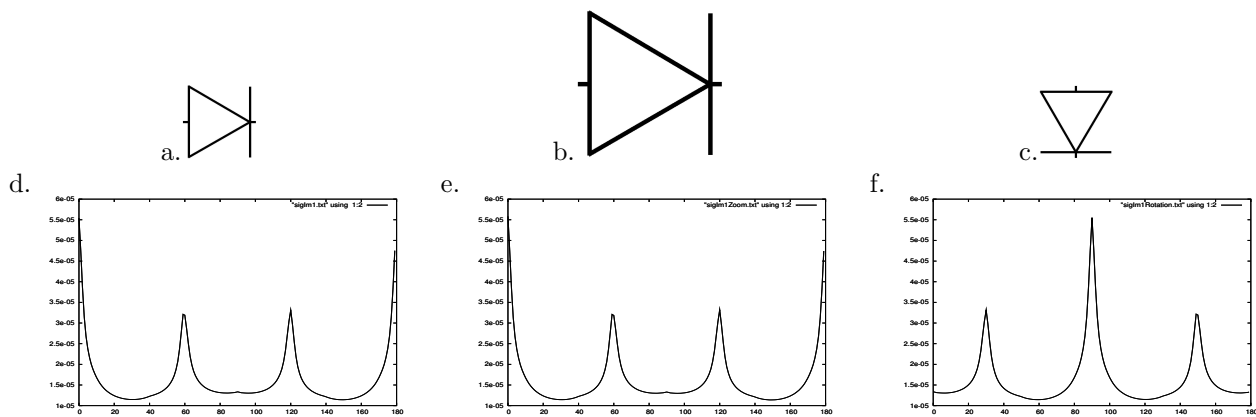 a.
b.
c.
d.
e.
f.
"sigIm1.txt" using 1:2
6e-05
5.5e-05
5e-05
4.5e-05
4e-05
3.5e-05
3e-05
2.5e-05
2e-05
1.5e-05
1e-05
0 20 40 60 80 100 120 140 160 180
"sigIm1Zoom.txt" using 1:2
6e-05
5.5e-05
5e-05
4.5e-05
4e-05
3.5e-05
3e-05
2.5e-05
2e-05
1.5e-05
1e-05
0 20 40 60 80 100 120 140 160 180
"sigIm1Rotation.txt" using 1:2
6e-05
5.5e-05
5e-05
4.5e-05
4e-05
3.5e-05
3e-05
2.5e-05
2e-05
1.5e-05
1e-05
0 20 40 60 80 100 120 140 160 180